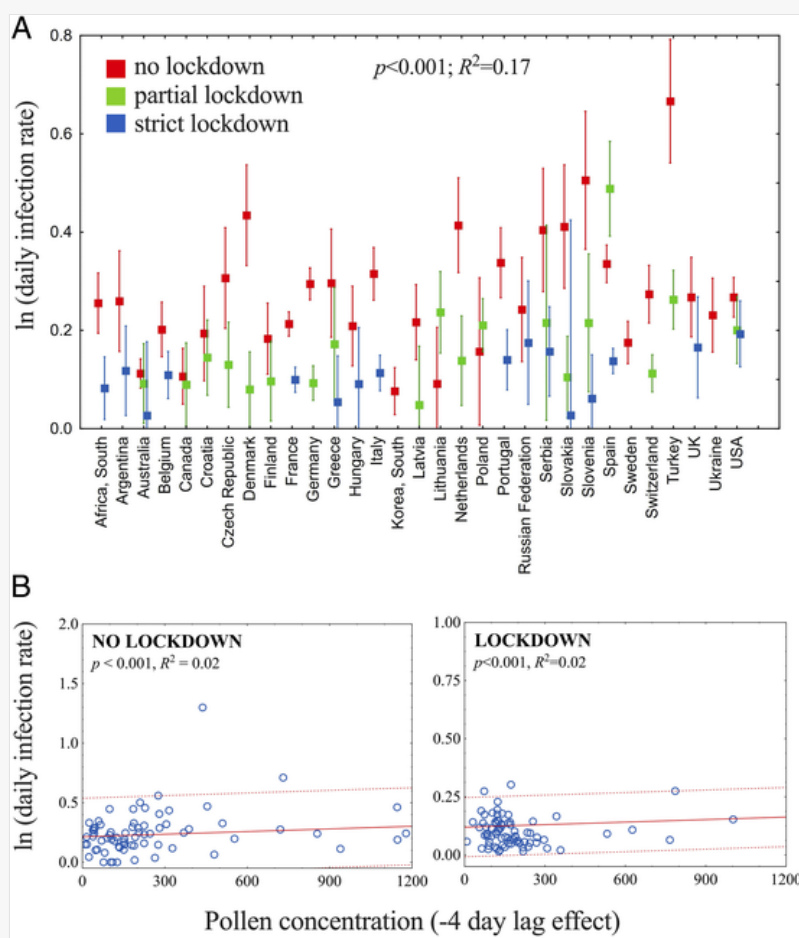 A
0.8
0.6
0.4
0.2
0.0
ln (daily infection rate)
no lockdown
partial lockdown
strict lockdown
p<0.001; R²=0.17
Africa, South
Argentina
Australia
Belgium
Canada
Croatia
Czech Republic
Denmark
Finland
France
Germany
Greece
Hungary
Italy
Korea, South
Latvia
Lithuania
Netherlands
Poland
Portugal
Russian Federation
Serbia
Slovakia
Slovenia
Spain
Sweden
Switzerland
Turkey
UK
Ukraine
USA
B
ln (daily infection rate)
2.0
1.5
1.0
0.5
0.0
NO LOCKDOWN
p < 0.001, R² = 0.02
0 300 600 900 1200
1.00
0.75
0.50
0.25
0.00
LOCKDOWN
p<0.001, R²=0.02
0 300 600 900 1200
Pollen concentration (-4 day lag effect)